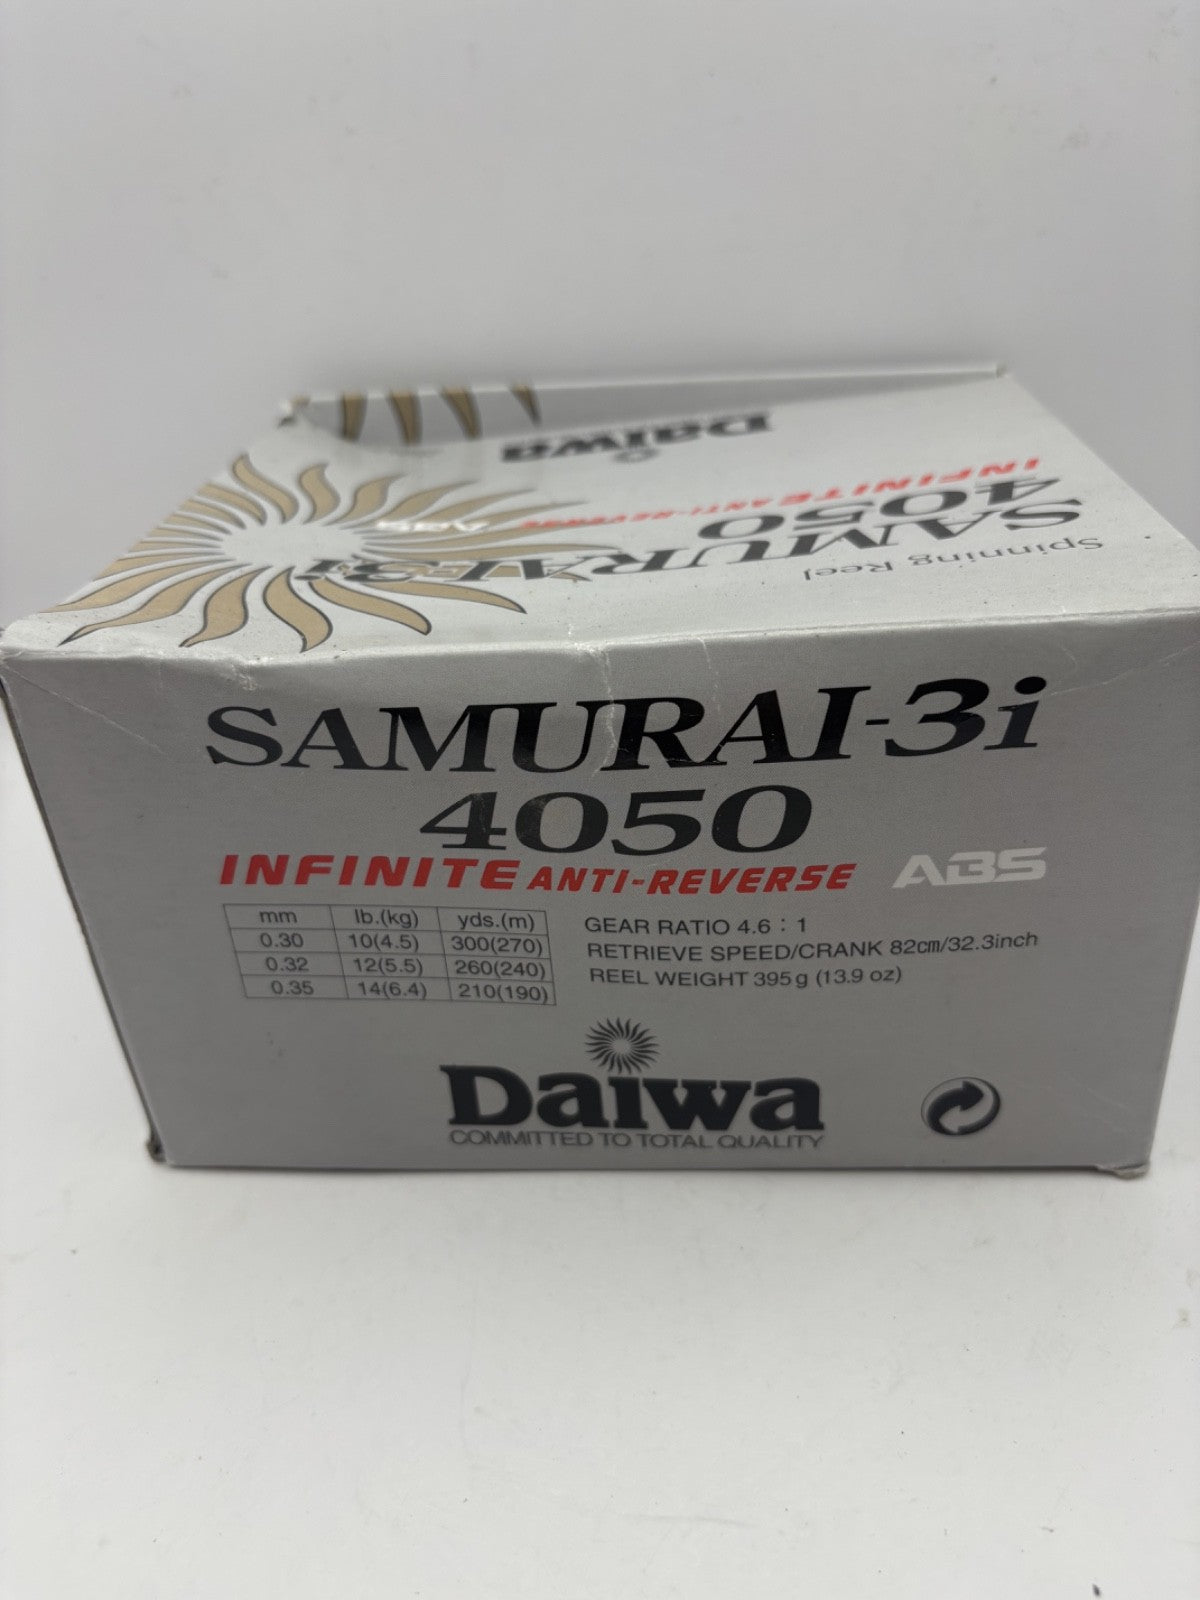 Daiwa
INFINITE ANTI-REVERSE ABS
4050
SAMURAI-3i
SAMURAI
Spinning Reel
SAMURAI-3i
4050
INFINITE ANTI-REVERSE ABS
mm lb.(kg) yds.(m)
0.30 10(4.5) 300(270)
0.32 12(5.5) 260(240)
0.35 14(6.4) 210(190)
GEAR RATIO 4.6 : 1
RETRIEVE SPEED/CRANK 82cm/32.3inch
REEL WEIGHT 395g (13.9 oz)
Daiwa
COMMITTED TO TOTAL QUALITY